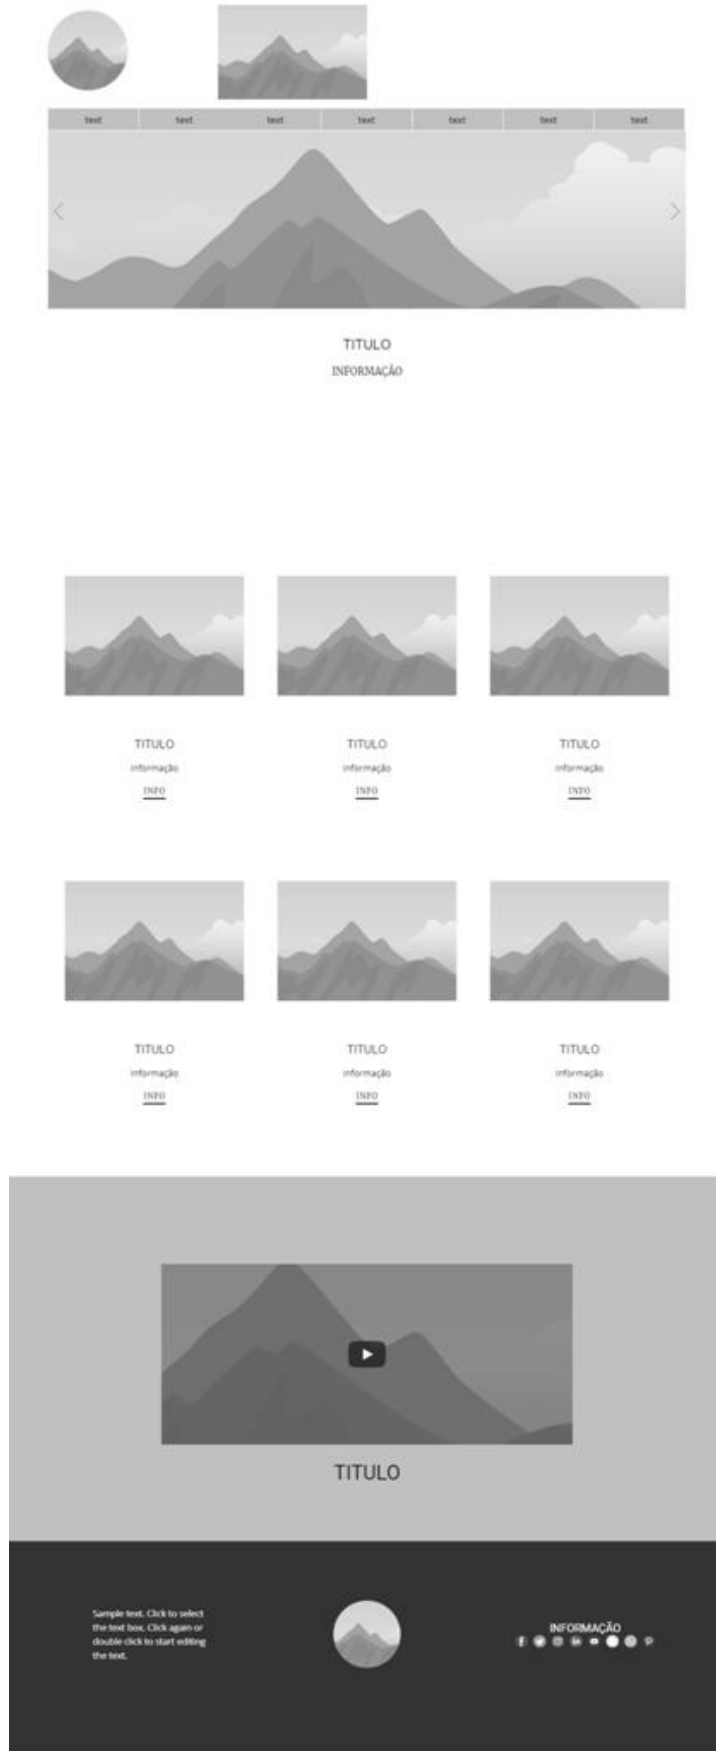 text text text text text text text
TITULO
INFORMAÇÃO
TITULO TITULO TITULO
informação informação informação
INFO INFO INFO
TITULO TITULO TITULO
informação informação informação
INFO INFO INFO
TITULO
Sample text. Click to select
the text box. Click again or
double click to start editing
the text.
INFORMAÇÃO